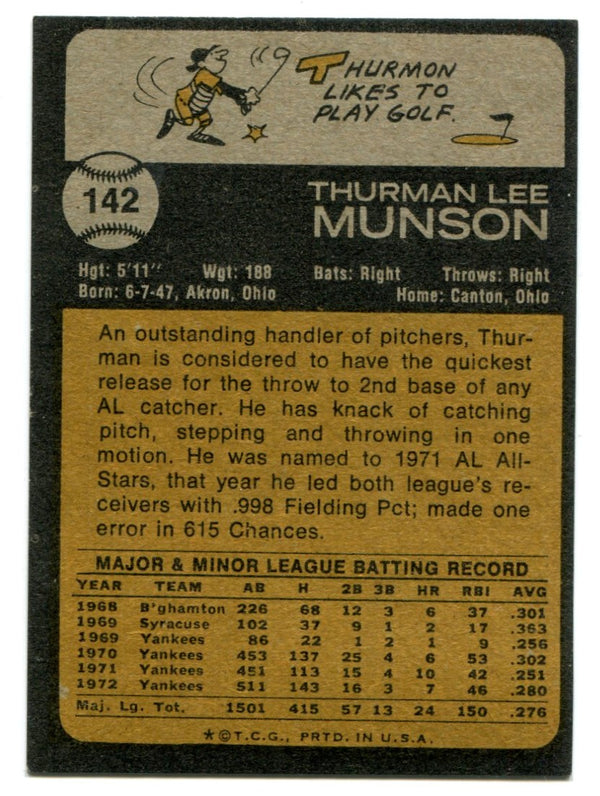 THURMON
LIKES TO
PLAY GOLF.
142
THURMAN LEE
MUNSON
Hgt: 5'11" Wgt: 188 Bats: Right Throws: Right
Born: 6-7-47, Akron, Ohio Home: Canton, Ohio
An outstanding handler of pitchers, Thur-
man is considered to have the quickest
release for the throw to 2nd base of any
AL catcher. He has knack of catching
pitch, stepping and throwing in one
motion. He was named to 1971 AL All-
Stars, that year he led both league's re-
ceivers with .998 Fielding Pct; made one
error in 615 Chances.
MAJOR & MINOR LEAGUE BATTING RECORD
YEAR TEAM AB H 2B 3B HR RBI AVG
1968 B'ghamton 226 68 12 3 6 37 .301
1969 Syracuse 102 37 9 1 2 17 .363
1969 Yankees 86 22 1 2 1 9 .256
1970 Yankees 453 137 25 4 6 53 .302
1971 Yankees 451 113 15 4 10 42 .251
1972 Yankees 511 143 16 3 7 46 .280
Maj. Lg. Tot. 1501 415 57 13 24 150 .276
*©T.C.G., PRTD. IN U.S.A.